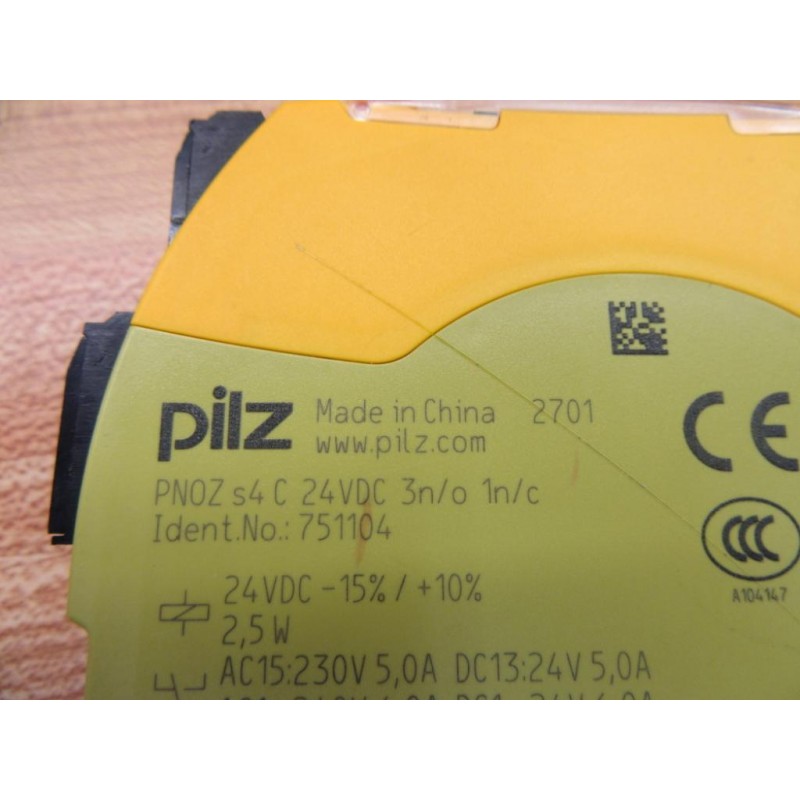 pilz Made in China 2701
www.pilz.com
CE
PNOZ s4 C 24VDC 3n/o 1n/c
Ident.No.: 751104
CCC
A104147
24VDC -15% / +10%
2,5 W
AC15:230V 5,0A DC13:24V 5,0A